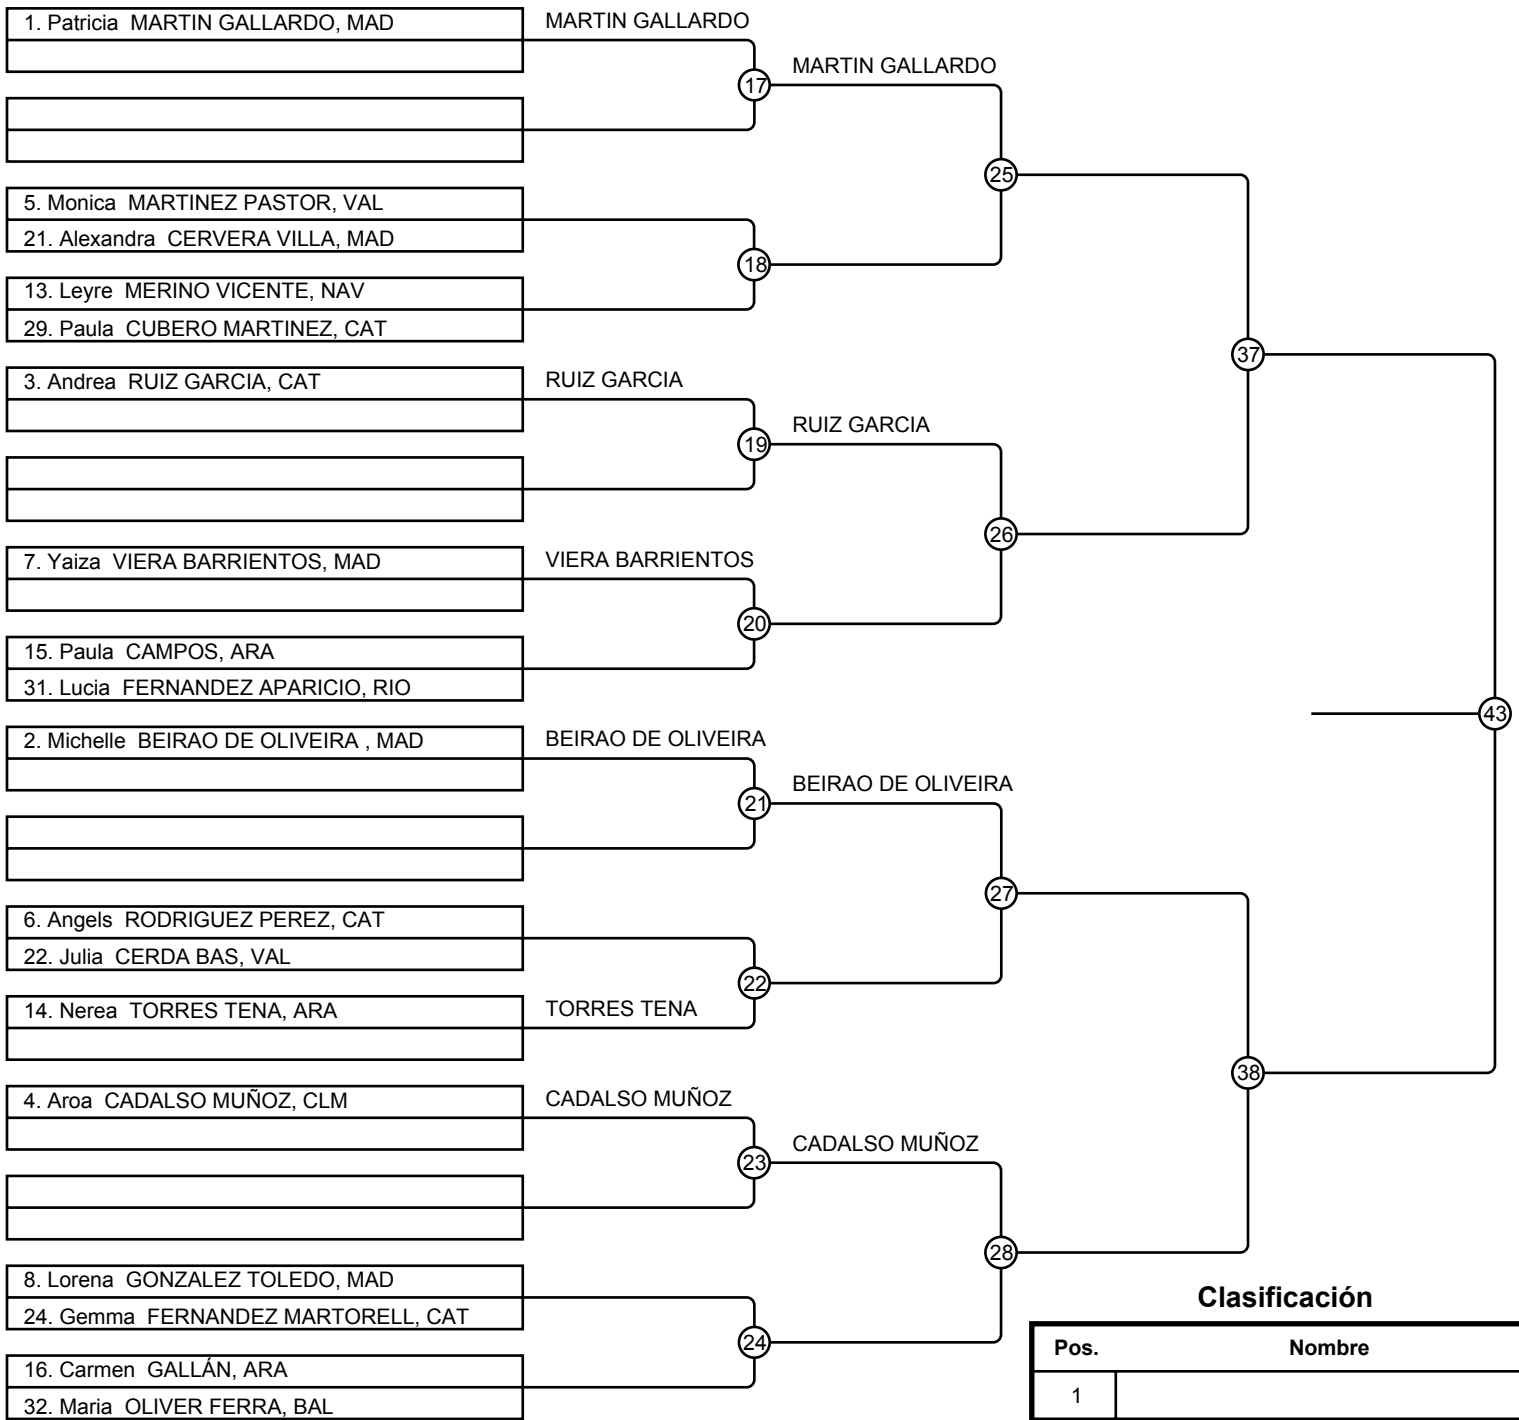 1. Patricia  MARTIN GALLARDO, MAD
MARTIN GALLARDO
17
MARTIN GALLARDO
25
5. Monica  MARTINEZ PASTOR, VAL
21. Alexandra  CERVERA VILLA, MAD
18
13. Leyre  MERINO VICENTE, NAV
29. Paula  CUBERO MARTINEZ, CAT
37
3. Andrea  RUIZ GARCIA, CAT
RUIZ GARCIA
19
RUIZ GARCIA
26
7. Yaiza  VIERA BARRIENTOS, MAD
VIERA BARRIENTOS
20
15. Paula  CAMPOS, ARA
31. Lucia  FERNANDEZ APARICIO, RIO
43
2. Michelle  BEIRAO DE OLIVEIRA , MAD
BEIRAO DE OLIVEIRA
21
BEIRAO DE OLIVEIRA
27
6. Angels  RODRIGUEZ PEREZ, CAT
22. Julia  CERDA BAS, VAL
22
14. Nerea  TORRES TENA, ARA
TORRES TENA
38
4. Aroa  CADALSO MUÑOZ, CLM
CADALSO MUÑOZ
23
CADALSO MUÑOZ
28
8. Lorena  GONZALEZ TOLEDO, MAD
24. Gemma  FERNANDEZ MARTORELL, CAT
24
16. Carmen  GALLÁN, ARA
32. Maria  OLIVER FERRA, BAL
Clasificación
Pos. Nombre
1